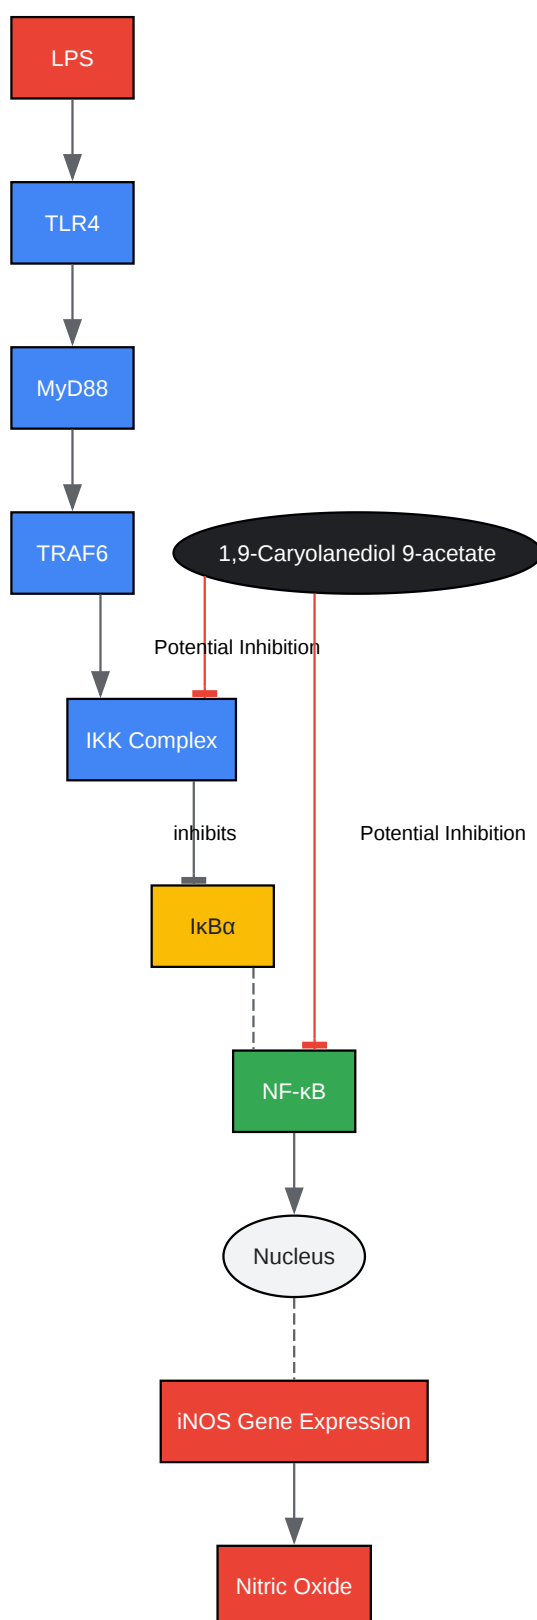 LPS
TLR4
MyD88
TRAF6
1,9-Caryolanediol 9-acetate
Potential Inhibition
IKK Complex
inhibits
Potential Inhibition
IκBα
NF-κB
Nucleus
iNOS Gene Expression
Nitric Oxide